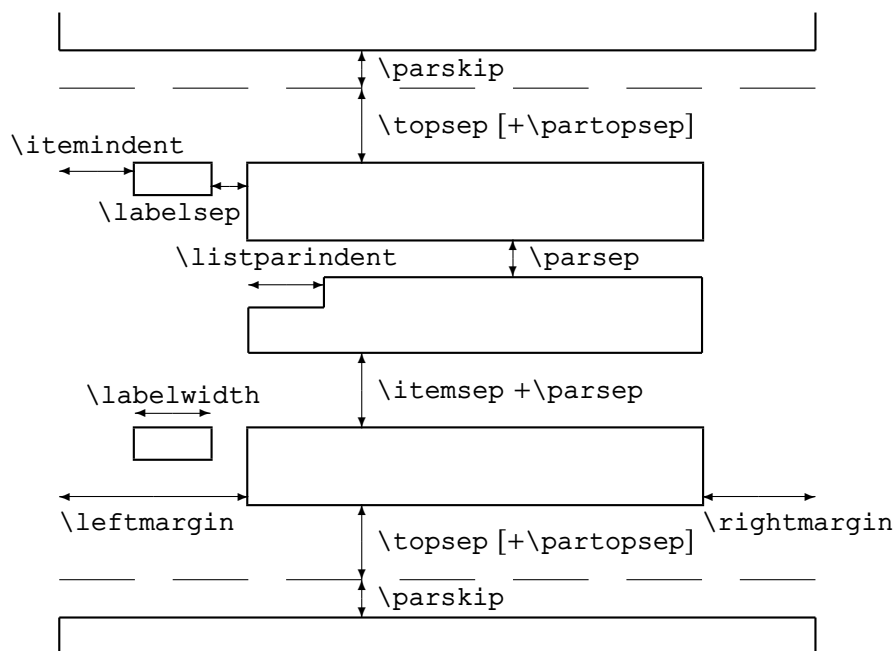 \parskip
\topsep [+\partopsep]
\itemindent
\labelsep
\listparindent \parsep
\labelwidth \itemsep +\parsep
\leftmargin \rightmargin
\topsep [+\partopsep]
\parskip